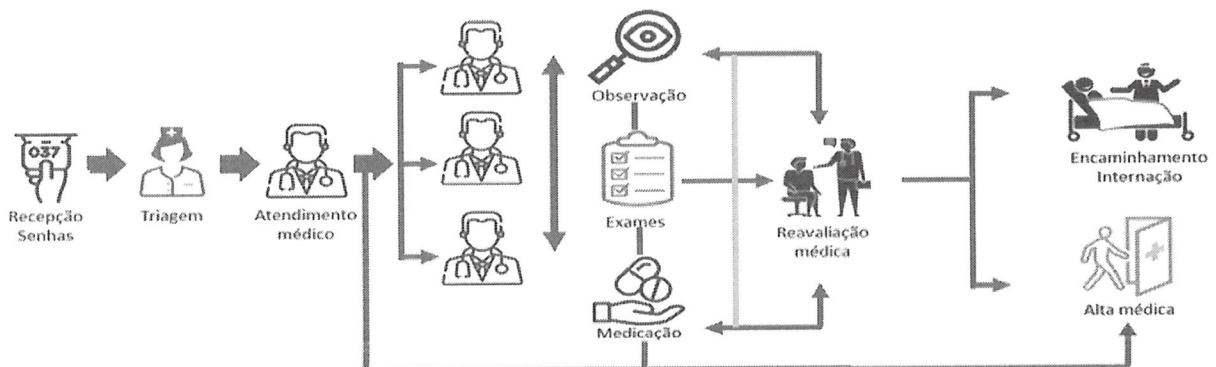 037
Recepção
Senhas
Triagem
Atendimento
médico
Observação
Exames
Medicação
Reavaliação
médica
Encaminhamento
Internação
Alta médica